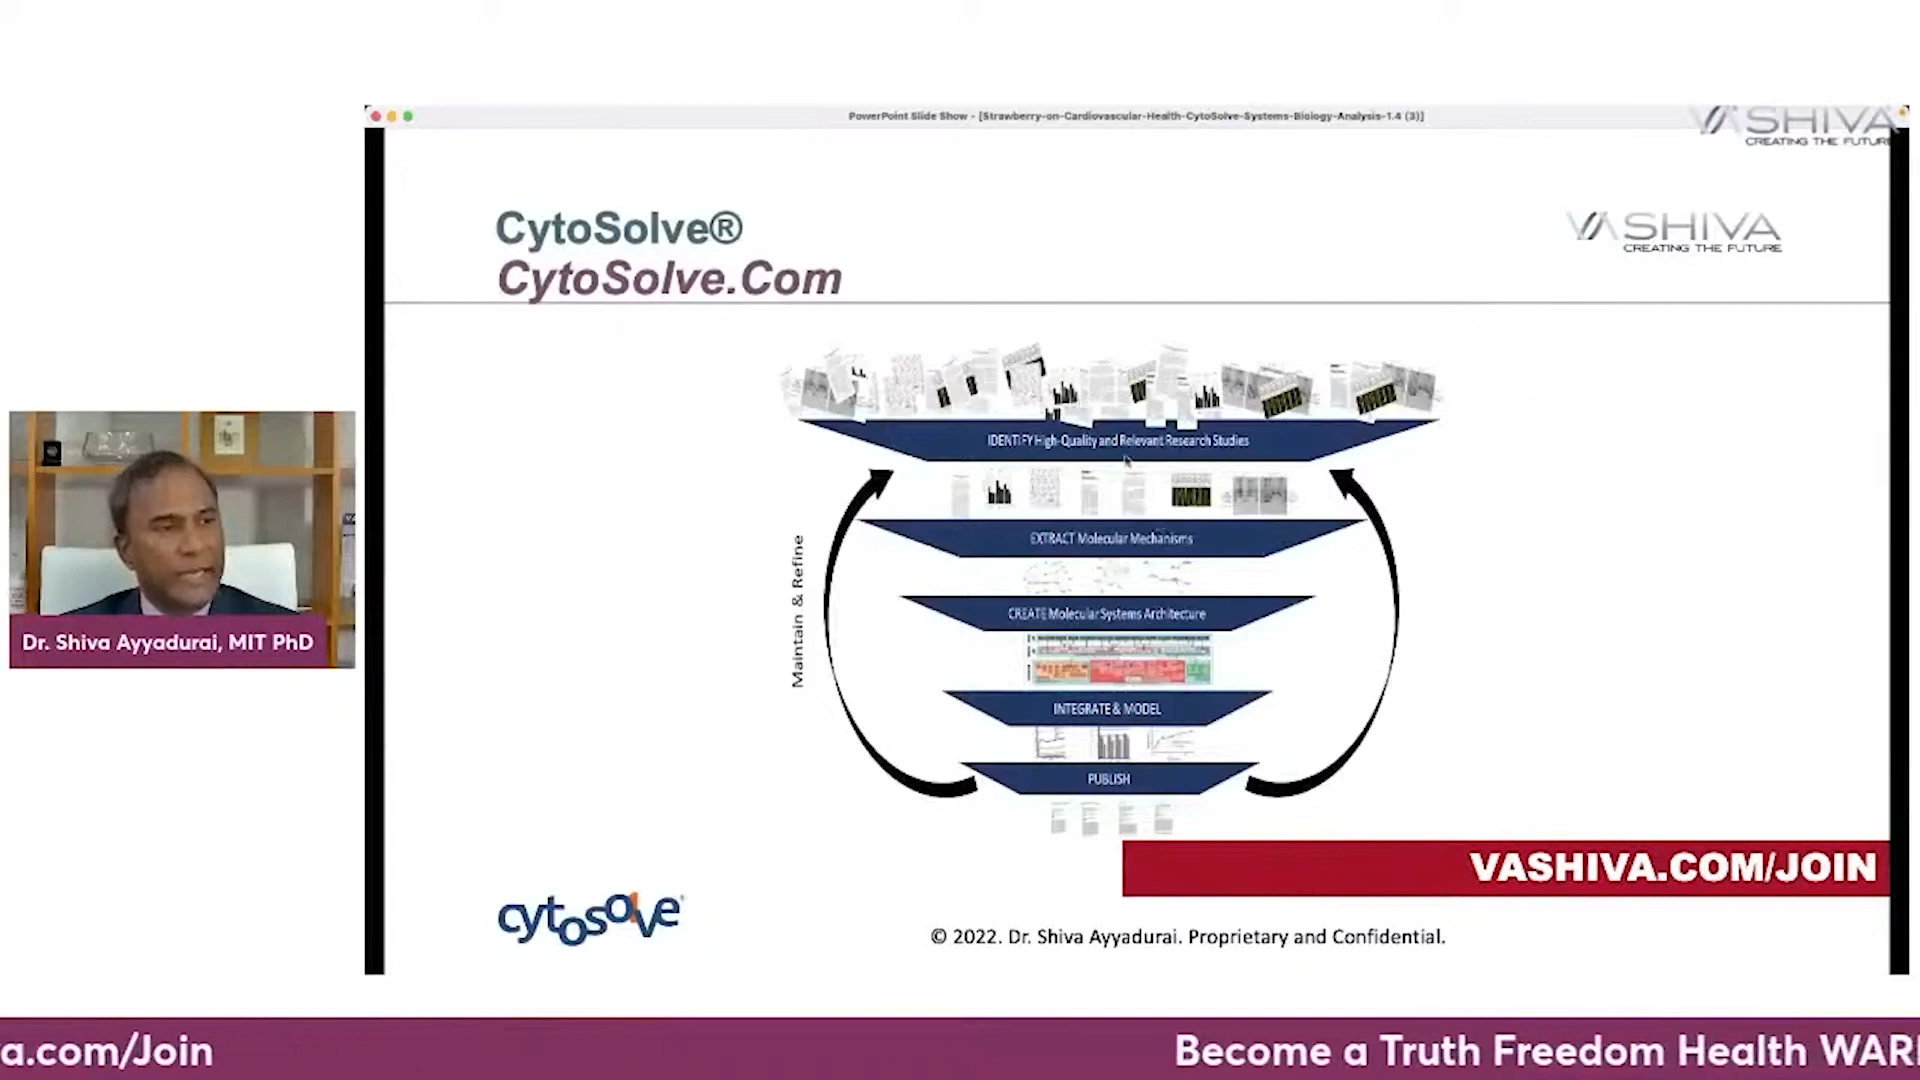 PowerPoint Slide Show - [Strawberry-on-Cardiovascular-Health-CytoSolve-Systems-Biology-Analysis-1.4 (3)]
VA SHIVA
CREATING THE FUTURE
CytoSolve®
CytoSolve.Com
VA SHIVA
CREATING THE FUTURE
IDENTIFY High-Quality and Relevant Research Studies
EXTRACT Molecular Mechanisms
CREATE Molecular Systems Architecture
INTEGRATE & MODEL
PUBLISH
Maintain & Refine
Dr. Shiva Ayyadurai, MIT PhD
VASHIVA.COM/JOIN
cytosolve
© 2022. Dr. Shiva Ayyadurai. Proprietary and Confidential.
a.com/Join
Become a Truth Freedom Health WAR